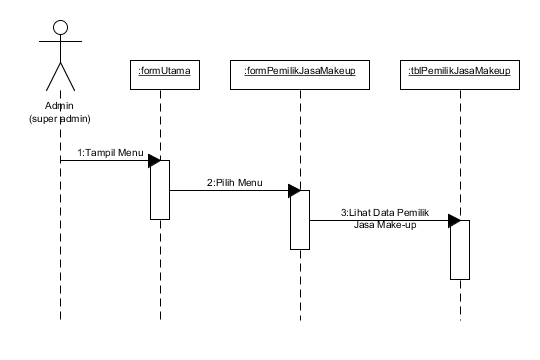 :formUtama
:formPemilikJasaMakeup
:tblPemilikJasaMakeup
Admin
(super admin)
1:Tampil Menu
2:Pilih Menu
3:Lihat Data Pemilik
Jasa Make-up